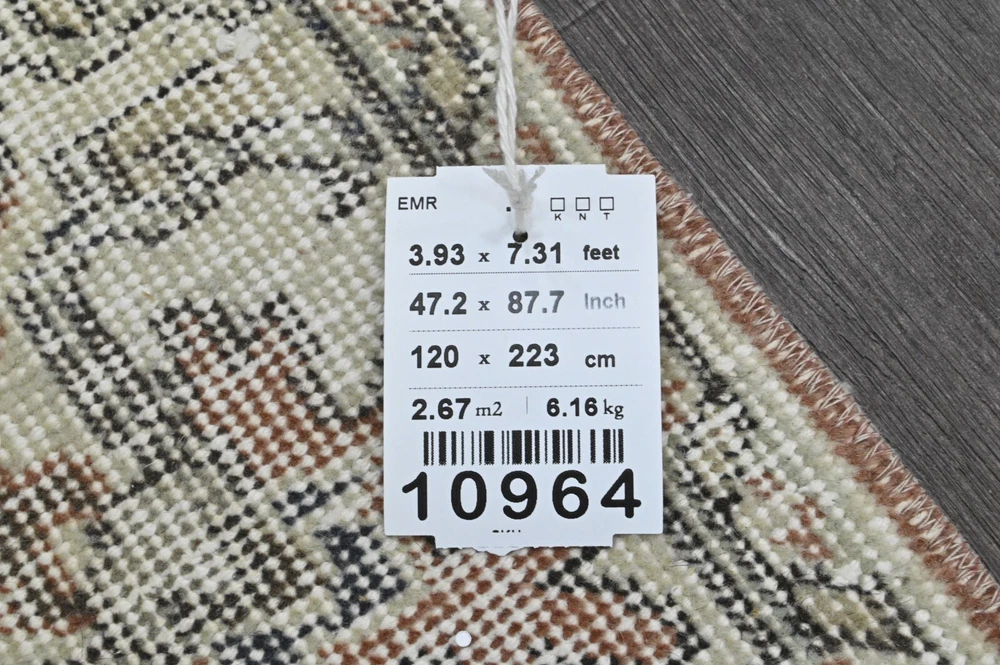 EMR
K N T
3.93 x 7.31 feet
47.2 x 87.7 Inch
120 x 223 cm
2.67 m2 | 6.16 kg
10964